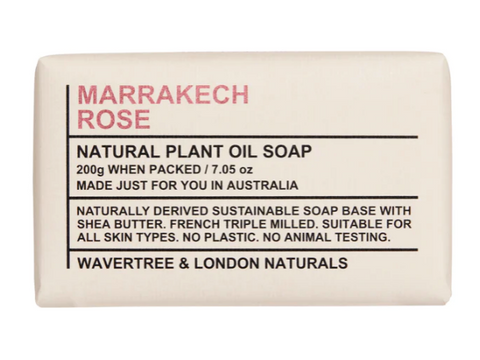 MARRAKECH
ROSE
NATURAL PLANT OIL SOAP
200g WHEN PACKED / 7.05 oz
MADE JUST FOR YOU IN AUSTRALIA
NATURALLY DERIVED SUSTAINABLE SOAP BASE WITH
SHEA BUTTER. FRENCH TRIPLE MILLED. SUITABLE FOR
ALL SKIN TYPES. NO PLASTIC. NO ANIMAL TESTING.
WAVERTREE & LONDON NATURALS